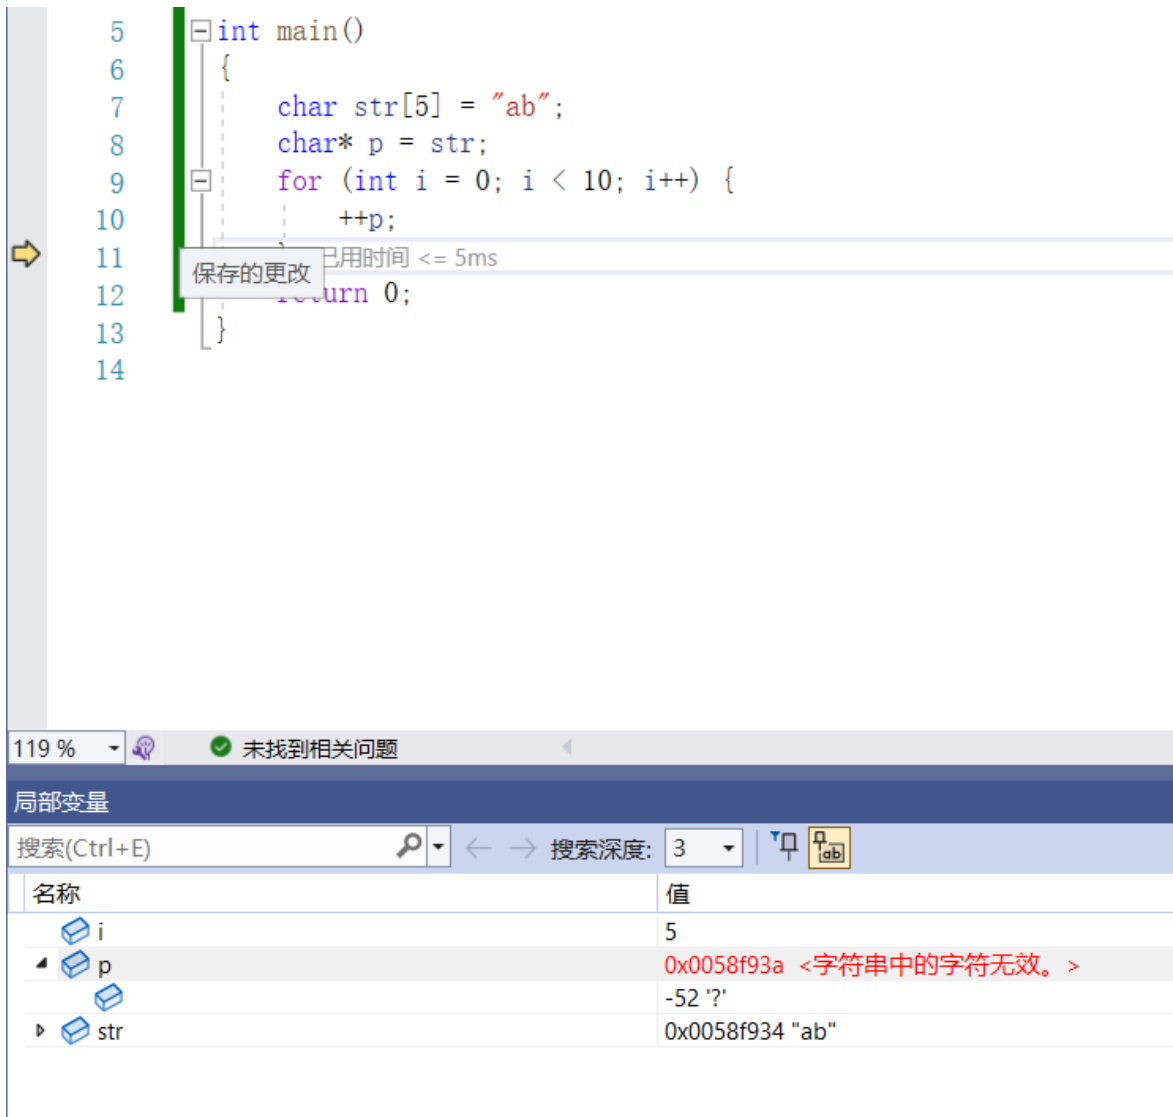 5 int main()
6 {
7 char str[5] = "ab";
8 char* p = str;
9 for (int i = 0; i < 10; i++) {
10 ++p;
11 已用时间 <= 5ms
保存的更改
12 return 0;
13 }
14
119 % 未找到相关问题
局部变量
搜索(Ctrl+E) 搜索深度: 3
名称 值
i 5
p 0x0058f93a <字符串中的字符无效。>
-52 '?'
str 0x0058f934 "ab"